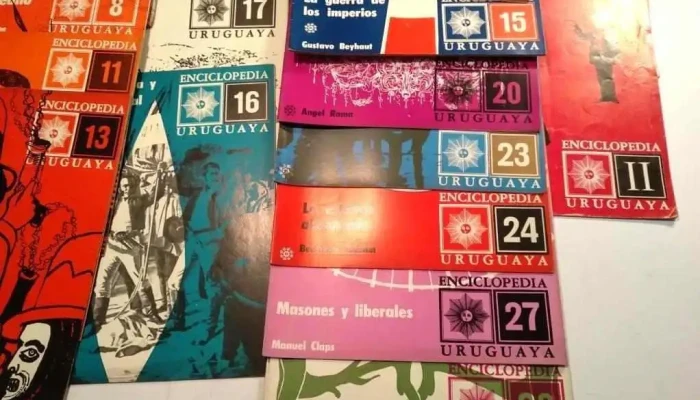 8
ENCICLOPEDIA
11
URUGUAYA
ENCICLOPEDIA
13
URUGUAYA
17
URUGUAYA
ENCICLOPEDIA
16
URUGUAYA
La guerra de
los imperios
Gustavo Beyhaut
ENCICLOPEDIA
15
URUGUAYA
Angel Rama
ENCICLOPEDIA
20
URUGUAYA
23
URUGUAYA
ENCICLOPEDIA
24
URUGUAYA
Masones y liberales
Manuel Claps
ENCICLOPEDIA
27
URUGUAYA
ENCICLOPEDIA
ENCICLOPEDIA
II
URUGUAYA